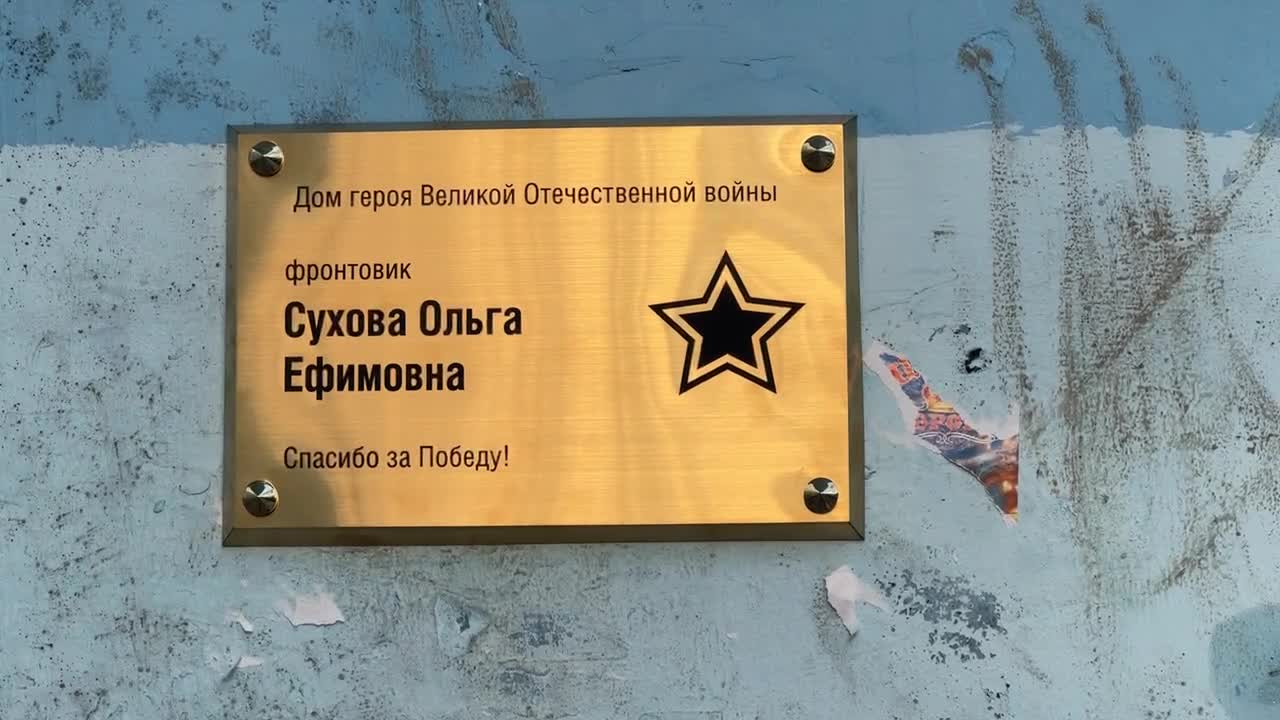 Дом героя Великой Отечественной войны
фронтовик
Сухова Ольга
Ефимовна
Спасибо за Победу!